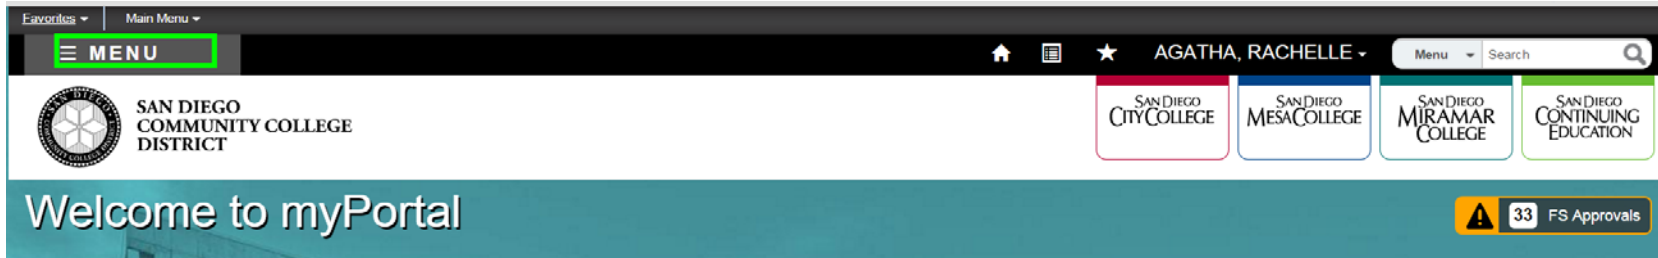 Favorites Main Menu
☰ MENU AGATHA, RACHELLE Menu Search
SAN DIEGO
COMMUNITY COLLEGE
DISTRICT
SAN DIEGO
CITY COLLEGE
SAN DIEGO
MESA COLLEGE
SAN DIEGO
MIRAMAR
COLLEGE
SAN DIEGO
CONTINUING
EDUCATION
Welcome to myPortal
33 FS Approvals